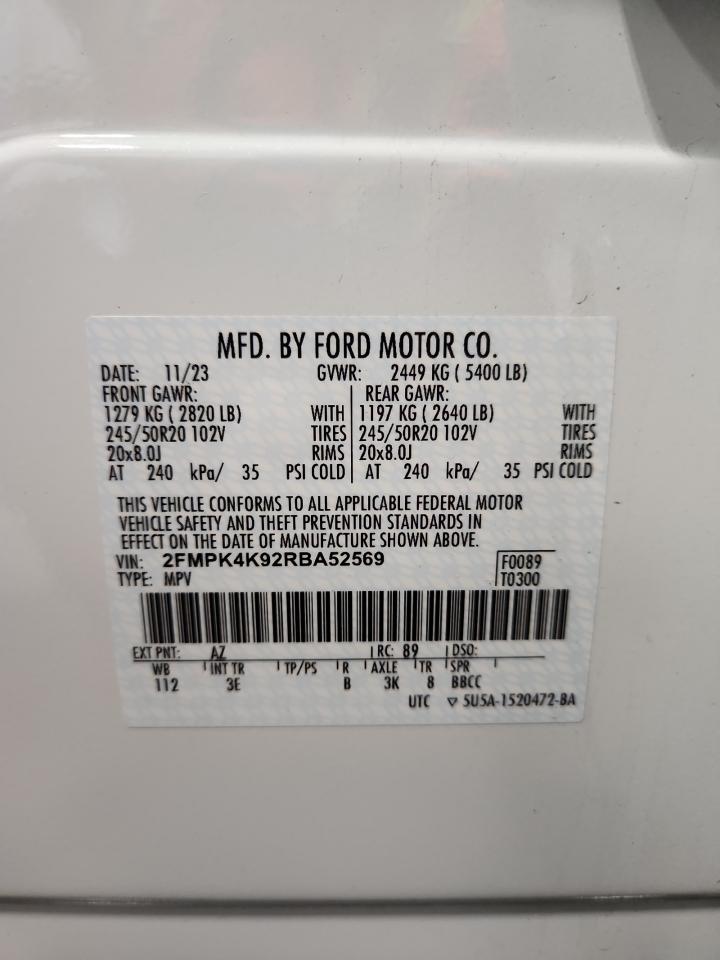 MFD. BY FORD MOTOR CO.
DATE: 11/23 GVWR: 2449 KG ( 5400 LB)
FRONT GAWR: REAR GAWR:
1279 KG ( 2820 LB) WITH 1197 KG ( 2640 LB) WITH
245/50R20 102V TIRES 245/50R20 102V TIRES
20x8.0J RIMS 20x8.0J RIMS
AT 240 kPa/ 35 PSI COLD AT 240 kPa/ 35 PSI COLD
THIS VEHICLE CONFORMS TO ALL APPLICABLE FEDERAL MOTOR
VEHICLE SAFETY AND THEFT PREVENTION STANDARDS IN
EFFECT ON THE DATE OF MANUFACTURE SHOWN ABOVE.
VIN: 2FMPK4K92RBA52569 F0089
TYPE: MPV T0300
EXT PNT: AZ RC: 89 DSO:
WB INT TR TP/PS R AXLE TR SPR
112 3E B 3K 8 BBCC
UTC ▽ 5U5A-1520472-BA